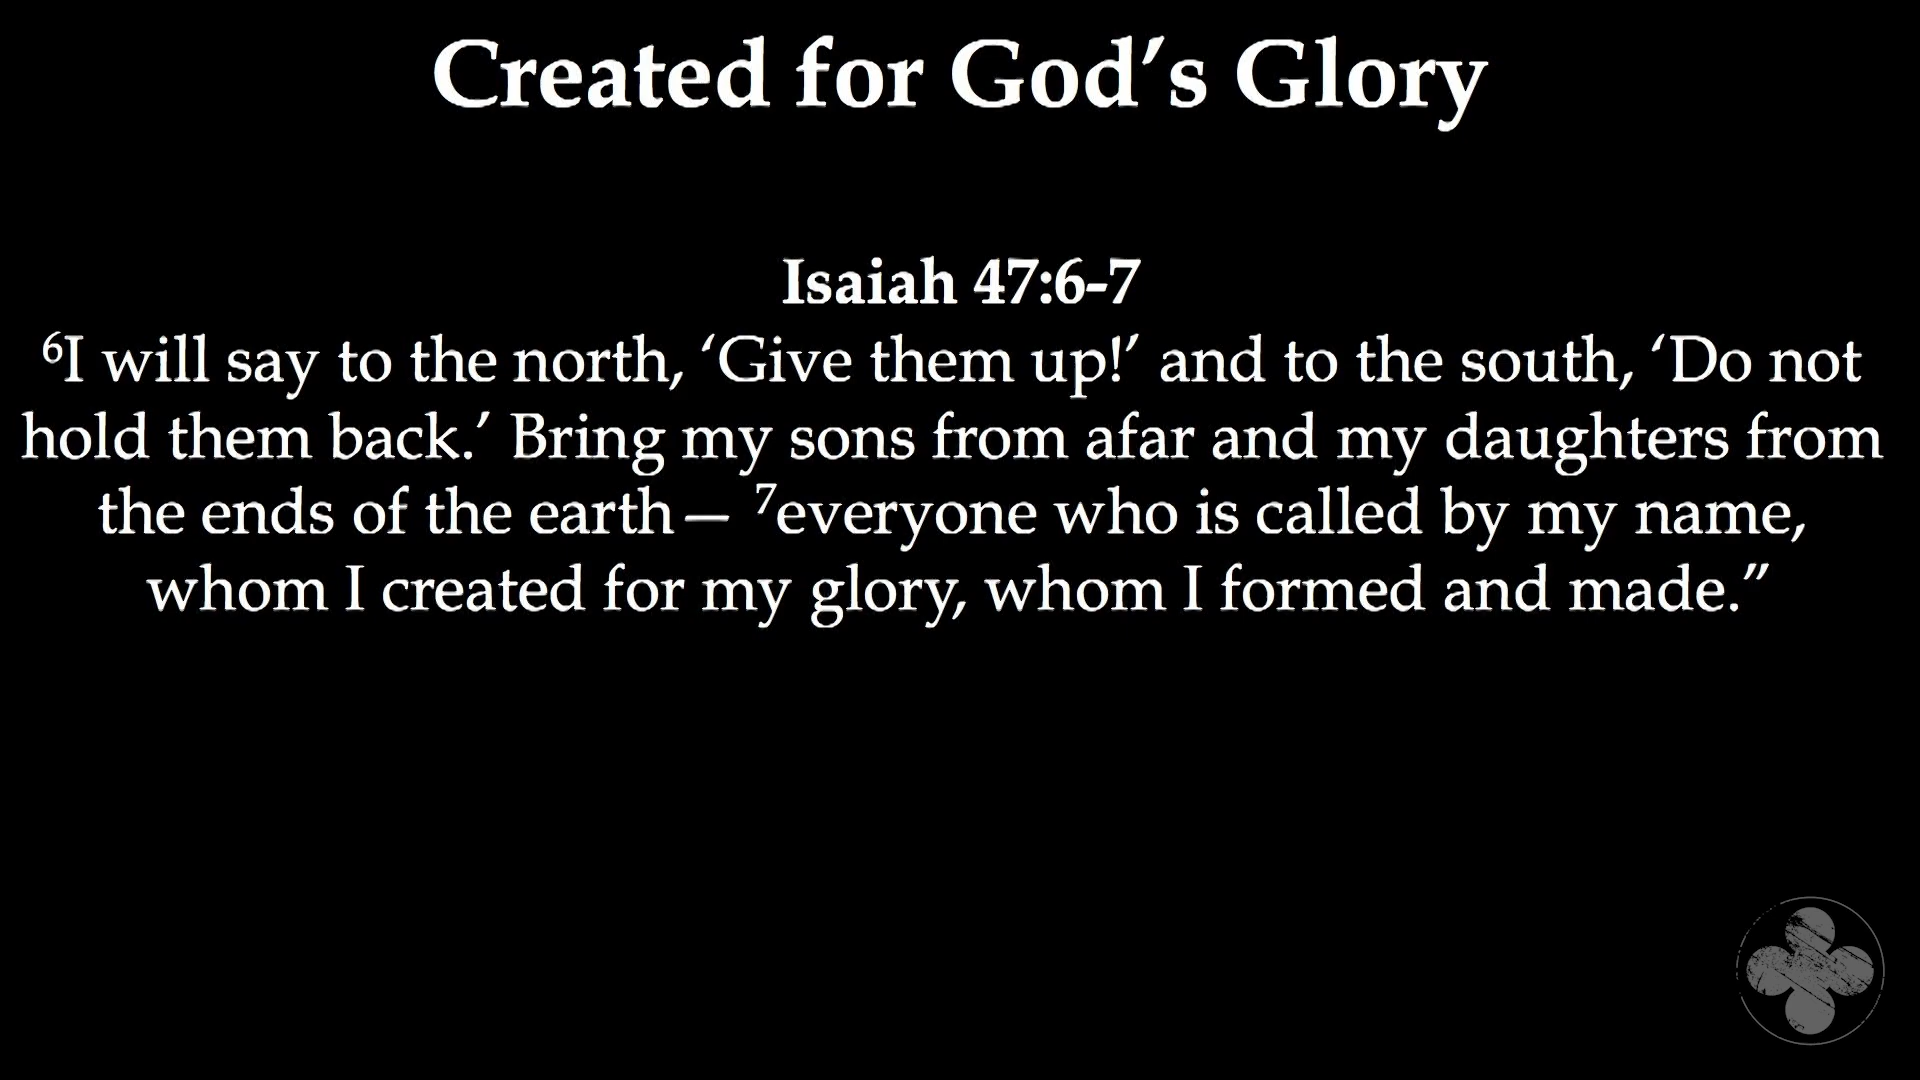 Created for God’s Glory
Isaiah 47:6-7
⁶I will say to the north, ‘Give them up!’ and to the south, ‘Do not
hold them back.’ Bring my sons from afar and my daughters from
the ends of the earth— ⁷everyone who is called by my name,
whom I created for my glory, whom I formed and made.”